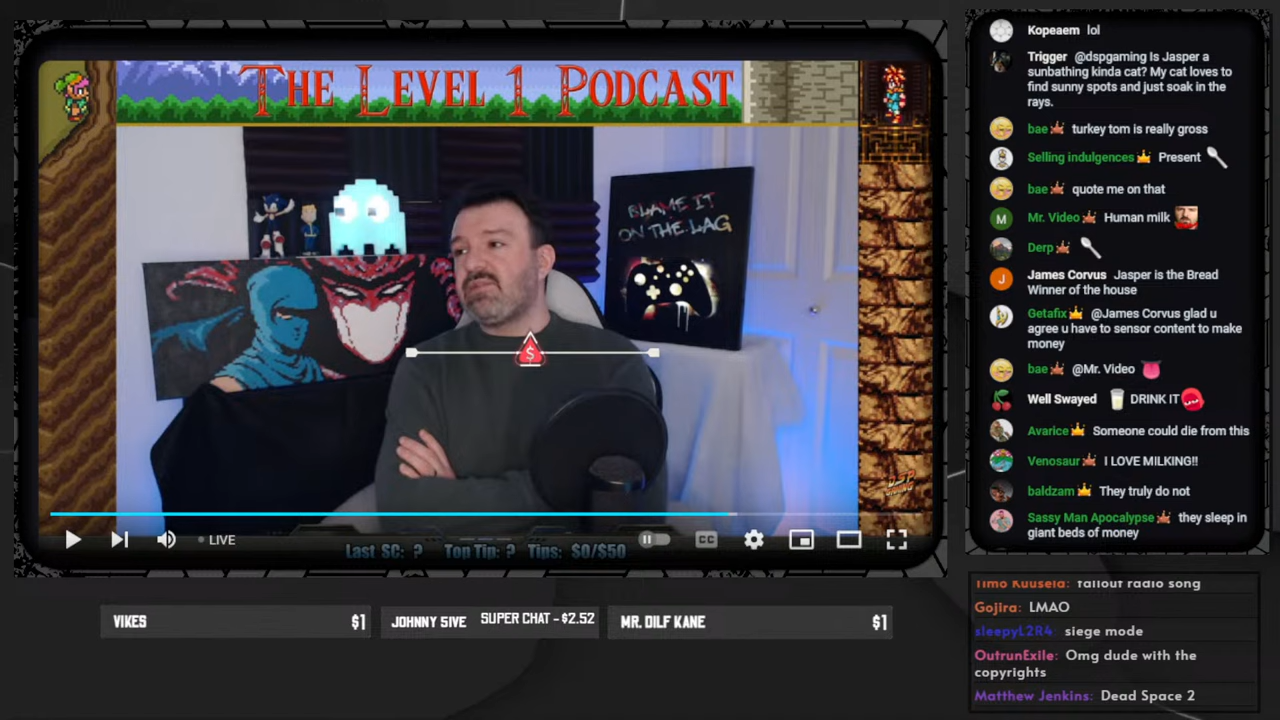 THE LEVEL 1 PODCAST
BLAME IT
ON THE LAG
$
LIVE
CC
Last SC: ? Top Tip: ? Tips: $0/$50
VIKES $1
JOHNNY 5IVE SUPER CHAT - $2.52
MR. DILF KANE $1
Kopeaem lol
Trigger @dspgaming Is Jasper a
sunbathing kinda cat? My cat loves to
find sunny spots and just soak in the
rays.
bae turkey tom is really gross
Selling indulgences Present
bae quote me on that
M Mr. Video Human milk
Derp
J James Corvus Jasper is the Bread
Winner of the house
Getafix @James Corvus glad u
agree u have to sensor content to make
money
bae @Mr. Video
Well Swayed DRINK IT
Avarice Someone could die from this
Venosaur I LOVE MILKING!!
baldzam They truly do not
Sassy Man Apocalypse they sleep in
giant beds of money
Timo Kuusela: fallout radio song
Gojira: LMAO
sleepyL2R4: siege mode
OutrunExile: Omg dude with the
copyrights
Matthew Jenkins: Dead Space 2